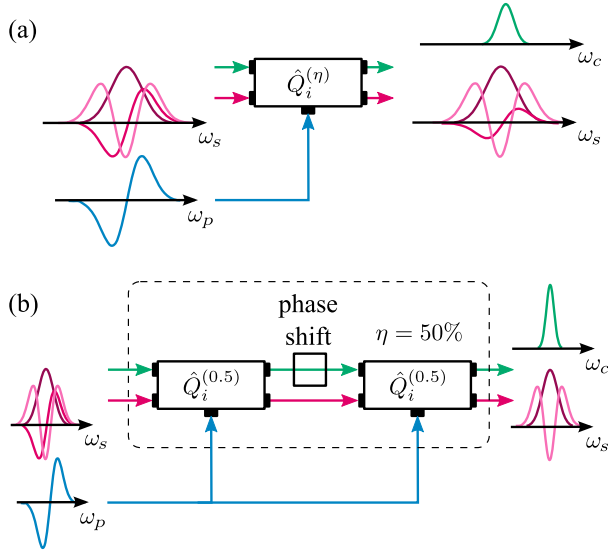 (a)
ω_c
Q̂_i^(η)
ω_s
ω_s
ω_p
(b)
phase
shift
η = 50%
Q̂_i^(0.5)
Q̂_i^(0.5)
ω_c
ω_s
ω_s
ω_p